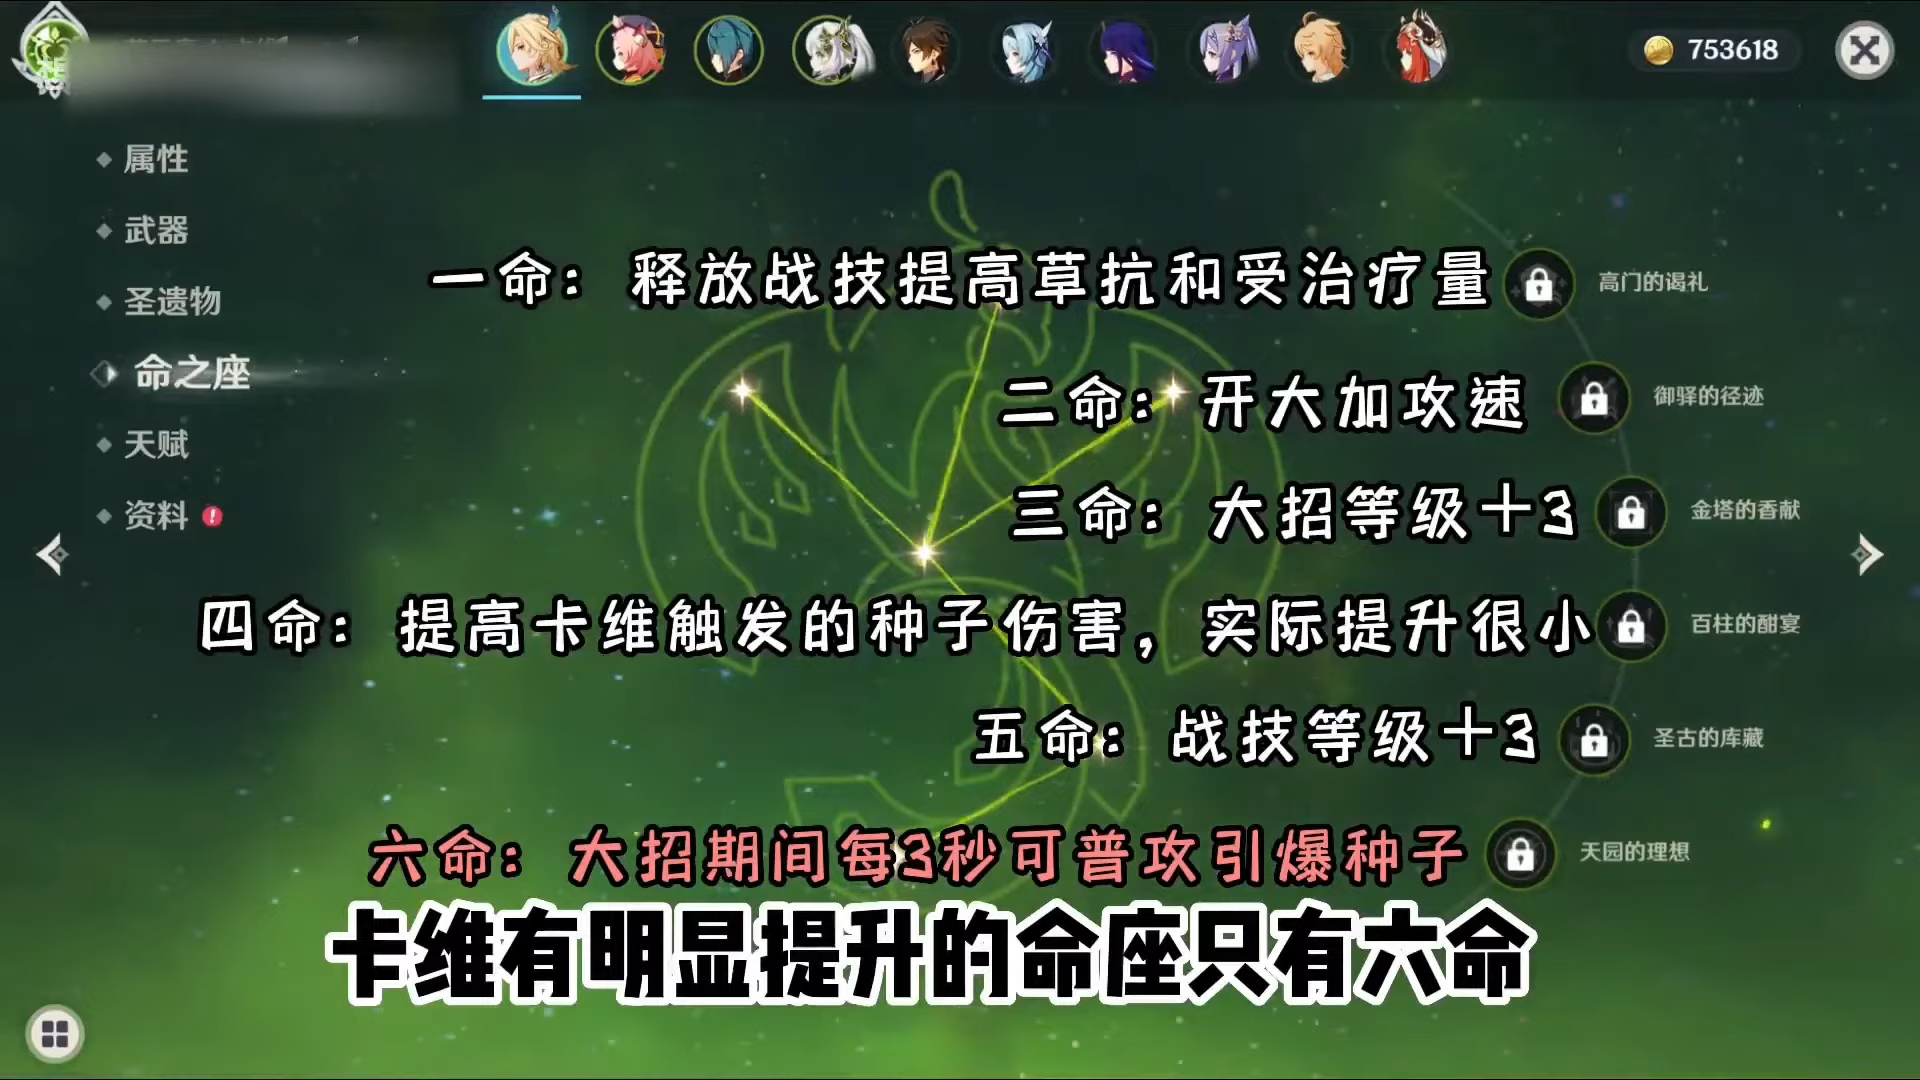 753618
属性
武器
圣遗物
命之座
天赋
资料
一命：释放战技提高草抗和受治疗量
高门的谒礼
二命：开大加攻速
御驿的径迹
三命：大招等级+3
金塔的香献
四命：提高卡维触发的种子伤害，实际提升很小
百柱的酣宴
五命：战技等级+3
圣古的库藏
六命：大招期间每3秒可普攻引爆种子
天园的理想
卡维有明显提升的命座只有六命